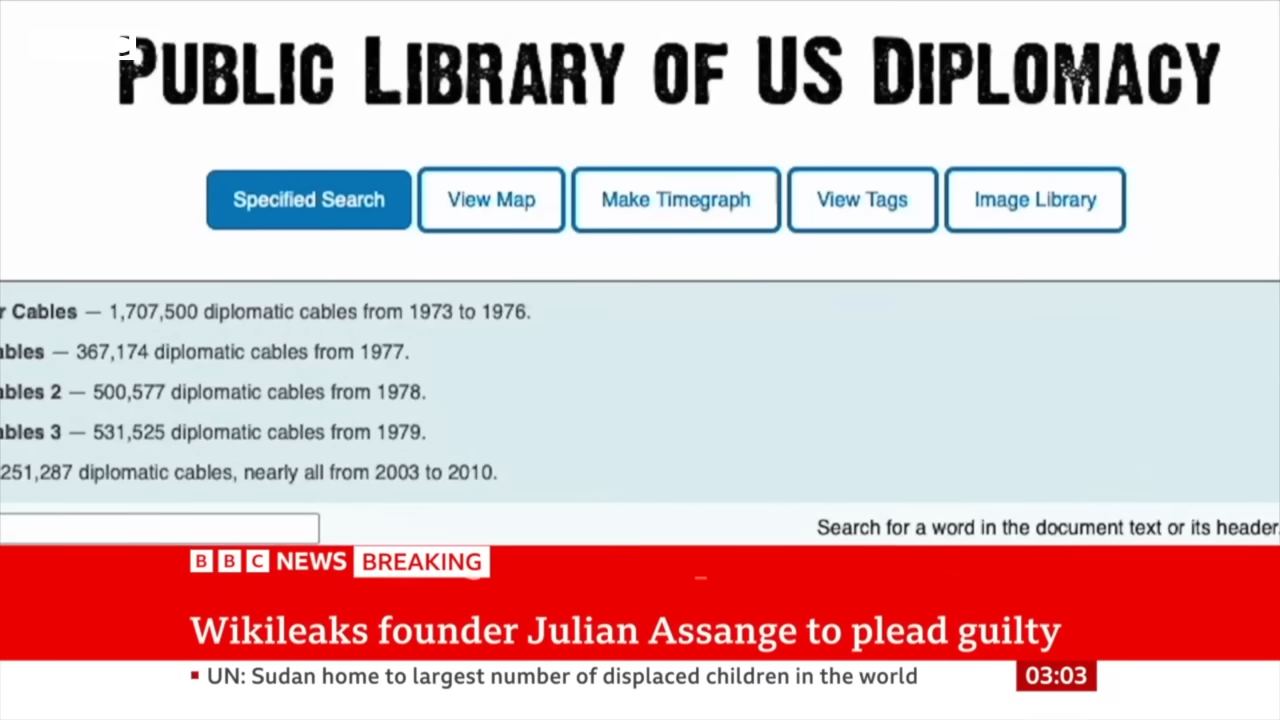 PUBLIC LIBRARY OF US DIPLOMACY
Specified Search View Map Make Timegraph View Tags Image Library
r Cables — 1,707,500 diplomatic cables from 1973 to 1976.
ables — 367,174 diplomatic cables from 1977.
ables 2 — 500,577 diplomatic cables from 1978.
ables 3 — 531,525 diplomatic cables from 1979.
251,287 diplomatic cables, nearly all from 2003 to 2010.
Search for a word in the document text or its header
BBC NEWS BREAKING
Wikileaks founder Julian Assange to plead guilty
UN: Sudan home to largest number of displaced children in the world 03:03